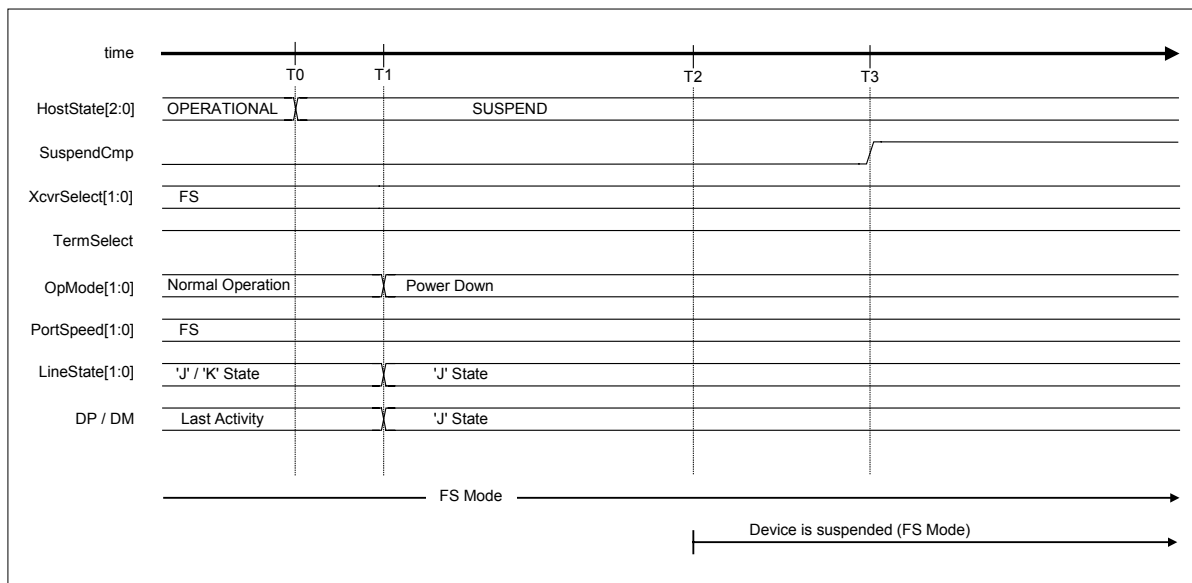 time
T0 T1 T2 T3
HostState[2:0] OPERATIONAL SUSPEND
SuspendCmp
XcvrSelect[1:0] FS
TermSelect
OpMode[1:0] Normal Operation Power Down
PortSpeed[1:0] FS
LineState[1:0] 'J' / 'K' State 'J' State
DP / DM Last Activity 'J' State
FS Mode
Device is suspended (FS Mode)